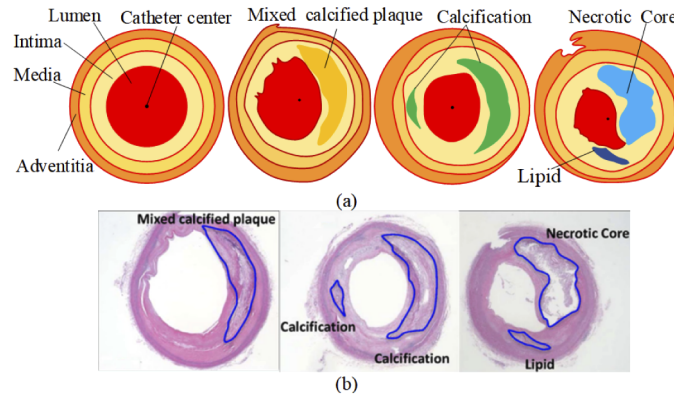 Lumen
Catheter center
Mixed calcified plaque
Calcification
Necrotic
Core
Intima
Media
Adventitia
Lipid
(a)
Mixed calcified plaque
Necrotic Core
Calcification
Calcification
Lipid
(b)